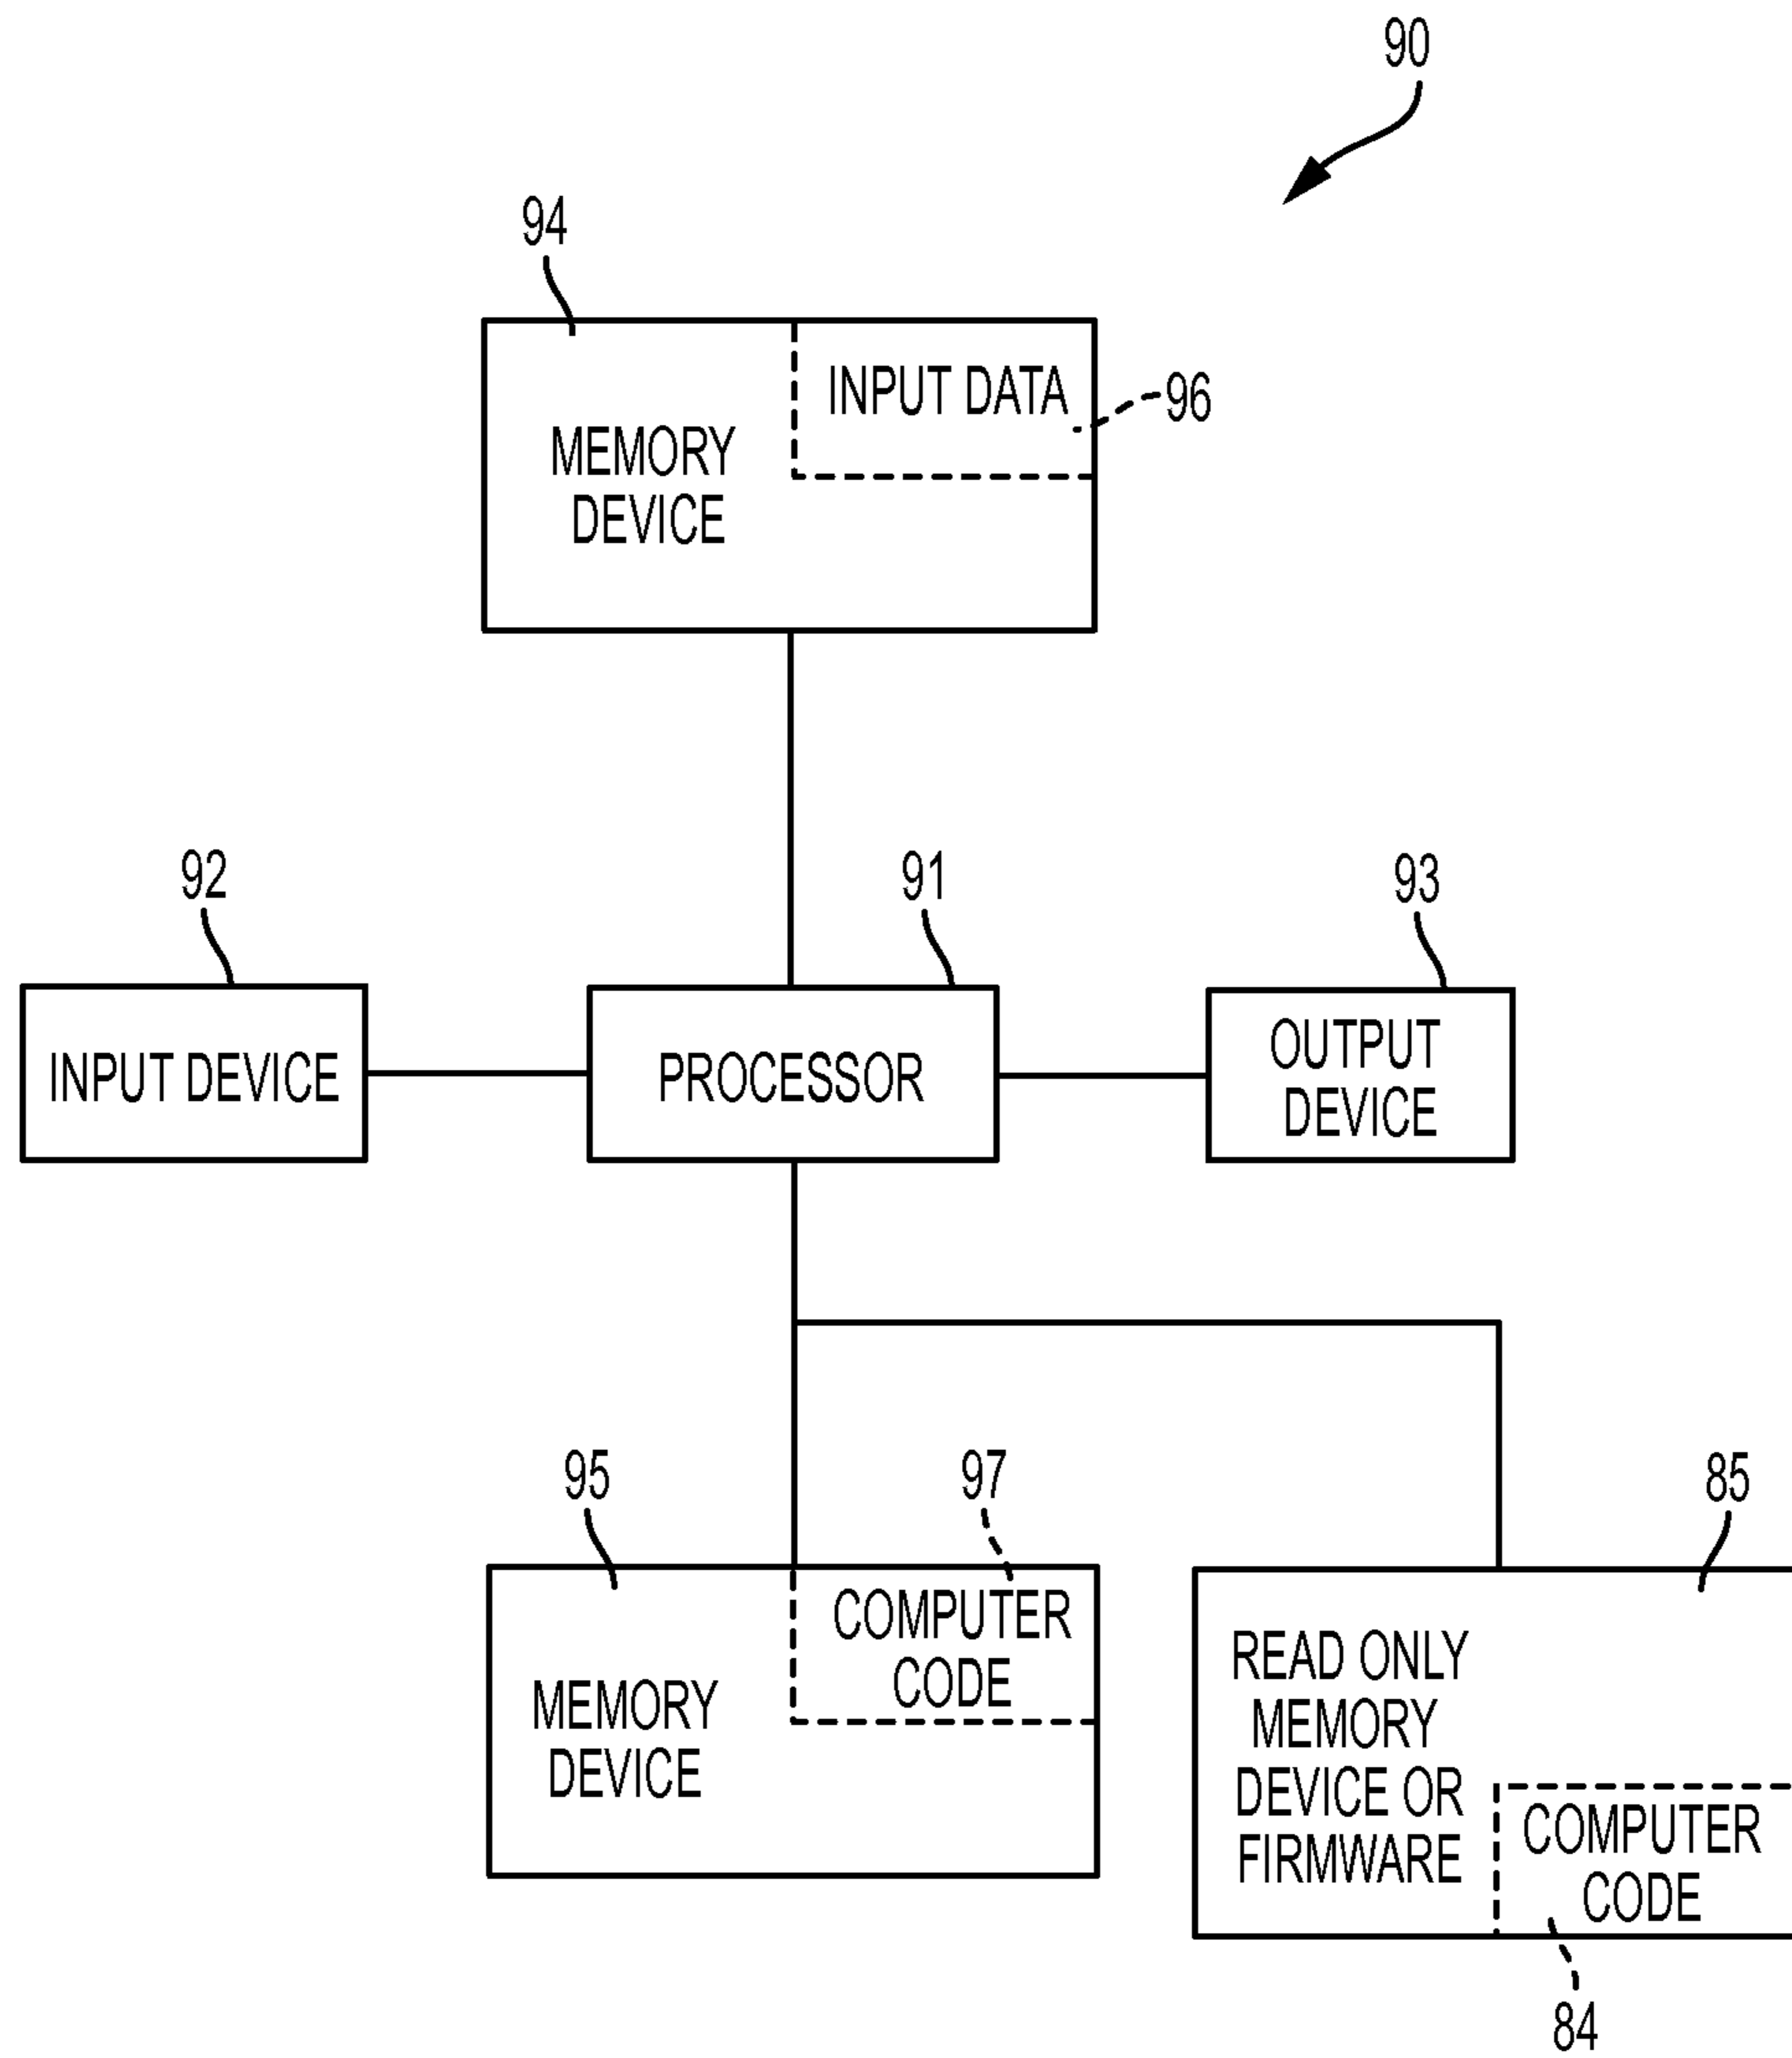 90
94
INPUT DATA
96
MEMORY
DEVICE
92
91
93
INPUT DEVICE
PROCESSOR
OUTPUT
DEVICE
95
97
85
COMPUTER
CODE
MEMORY
DEVICE
READ ONLY
MEMORY
DEVICE OR
FIRMWARE
COMPUTER
CODE
84